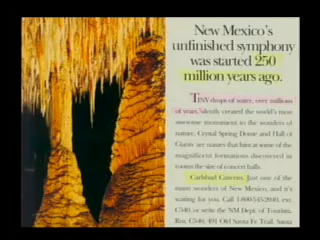 New Mexico's
unfinished symphony
was started 250
million years ago.
TINY drops of water, over millions
of years, silently created the world's most
awesome monument to the wonders of
nature. Crystal Spring Dome and Hall of
Giants are names that hint at some of the
magnificent formations discovered in
rooms the size of concert halls.
Carlsbad Cavern. Just one of the
many wonders of New Mexico, and it's
waiting for you. Call 1-800-545-2040, ext.
or write the NM Dept. of Tourism,
Rm. 491 Old Santa Fe Trail, Santa